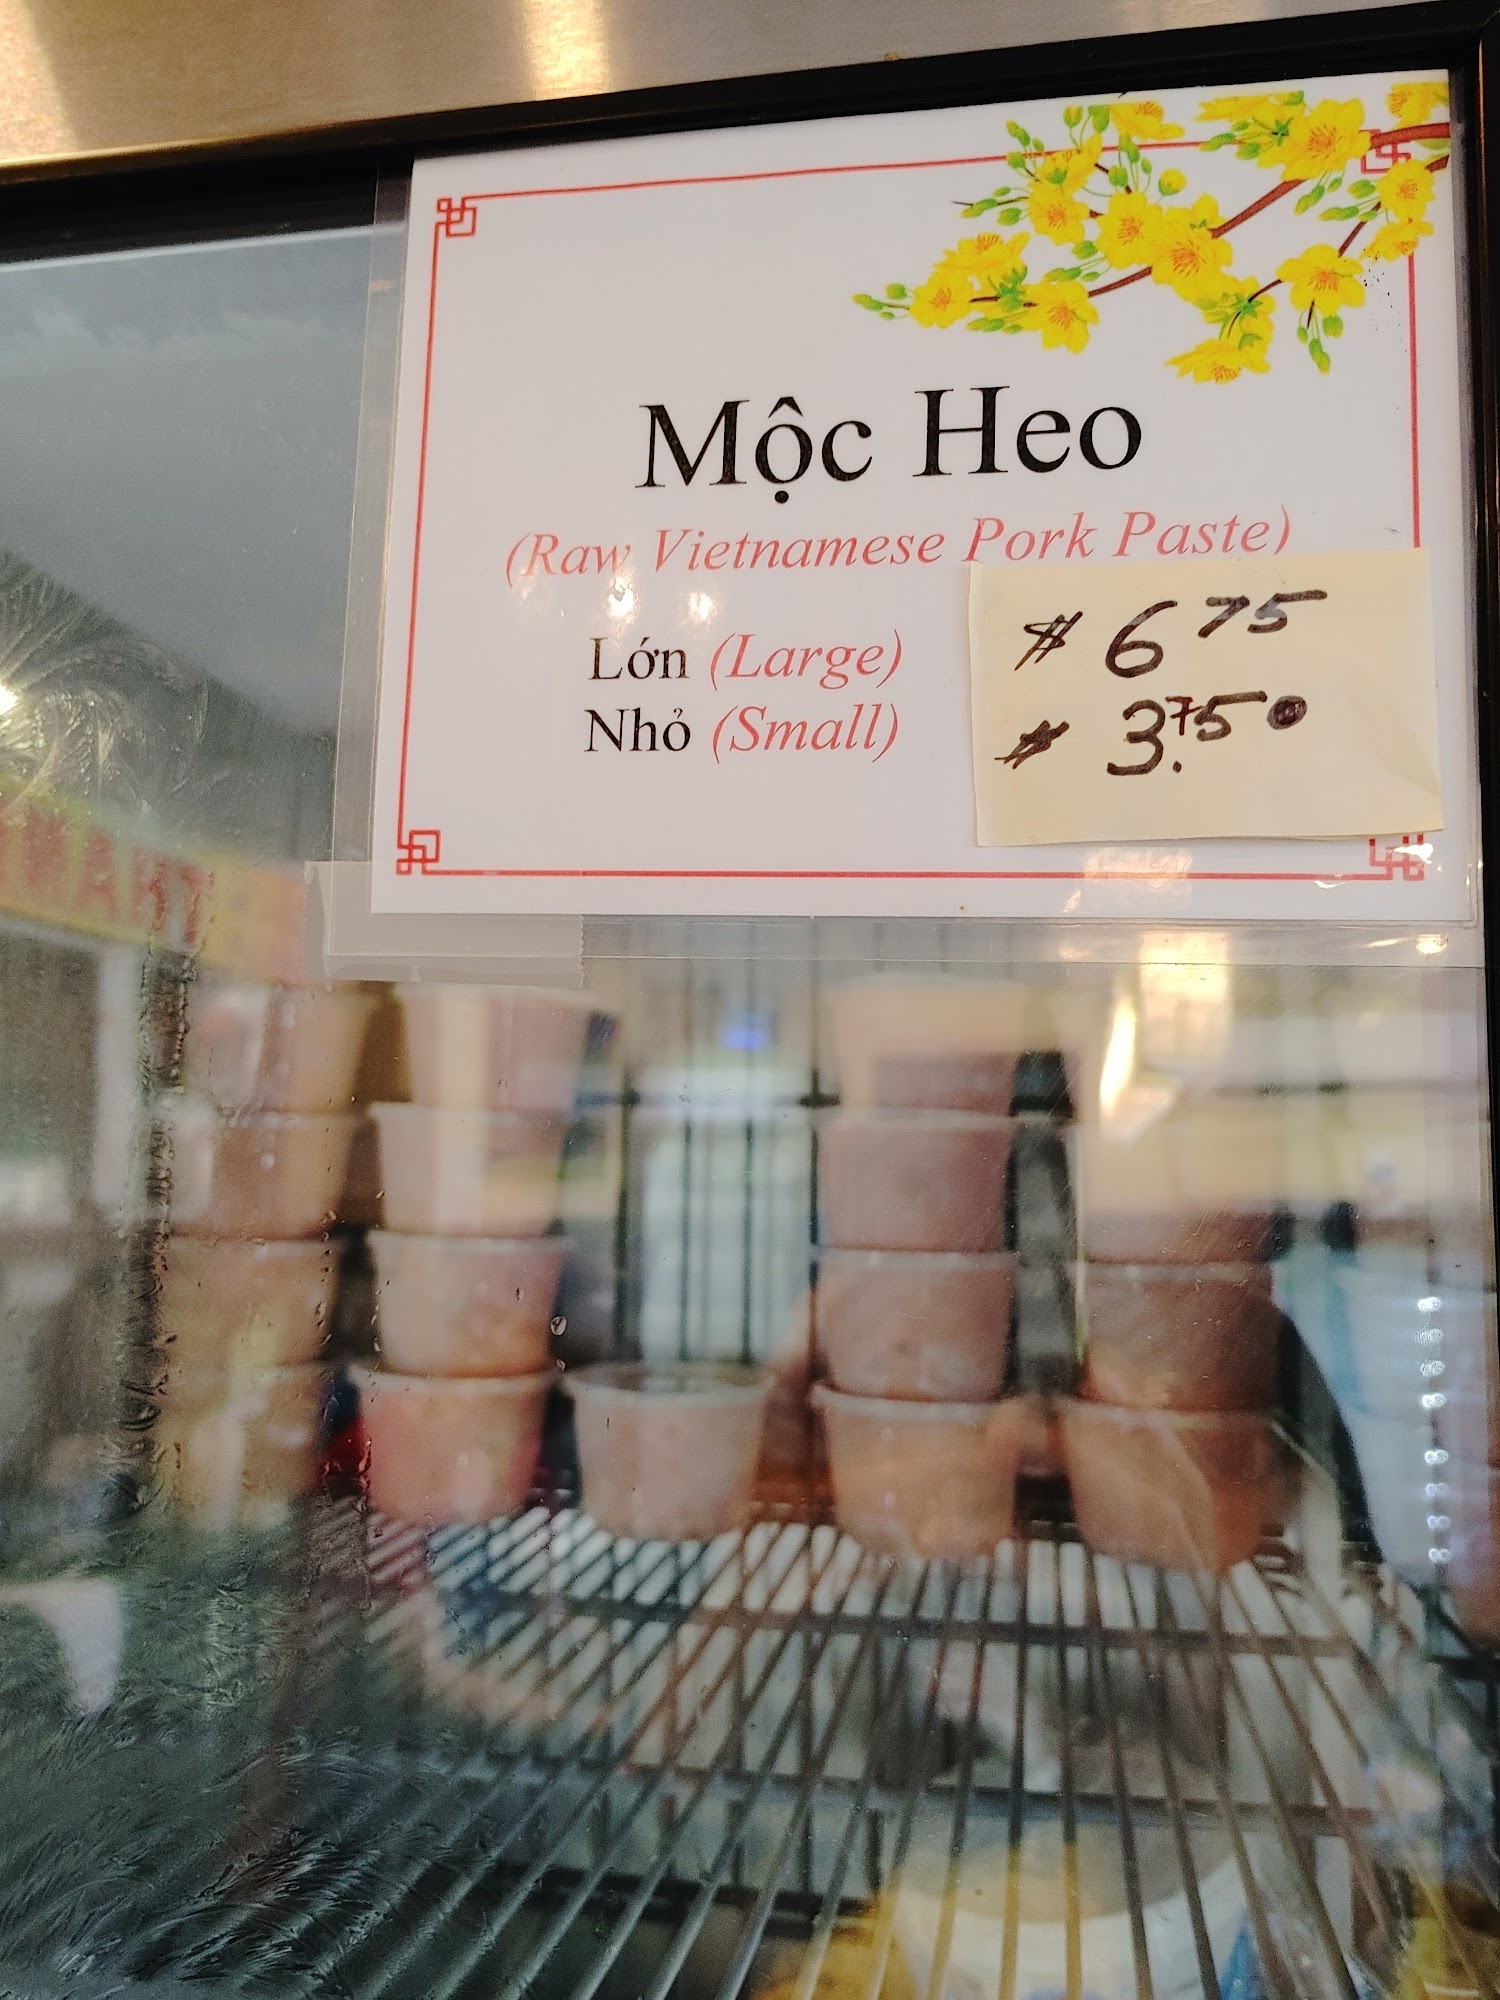 Mộc Heo
(Raw Vietnamese Pork Paste)
Lớn (Large) $ 6 75
Nhỏ (Small) $ 3.75